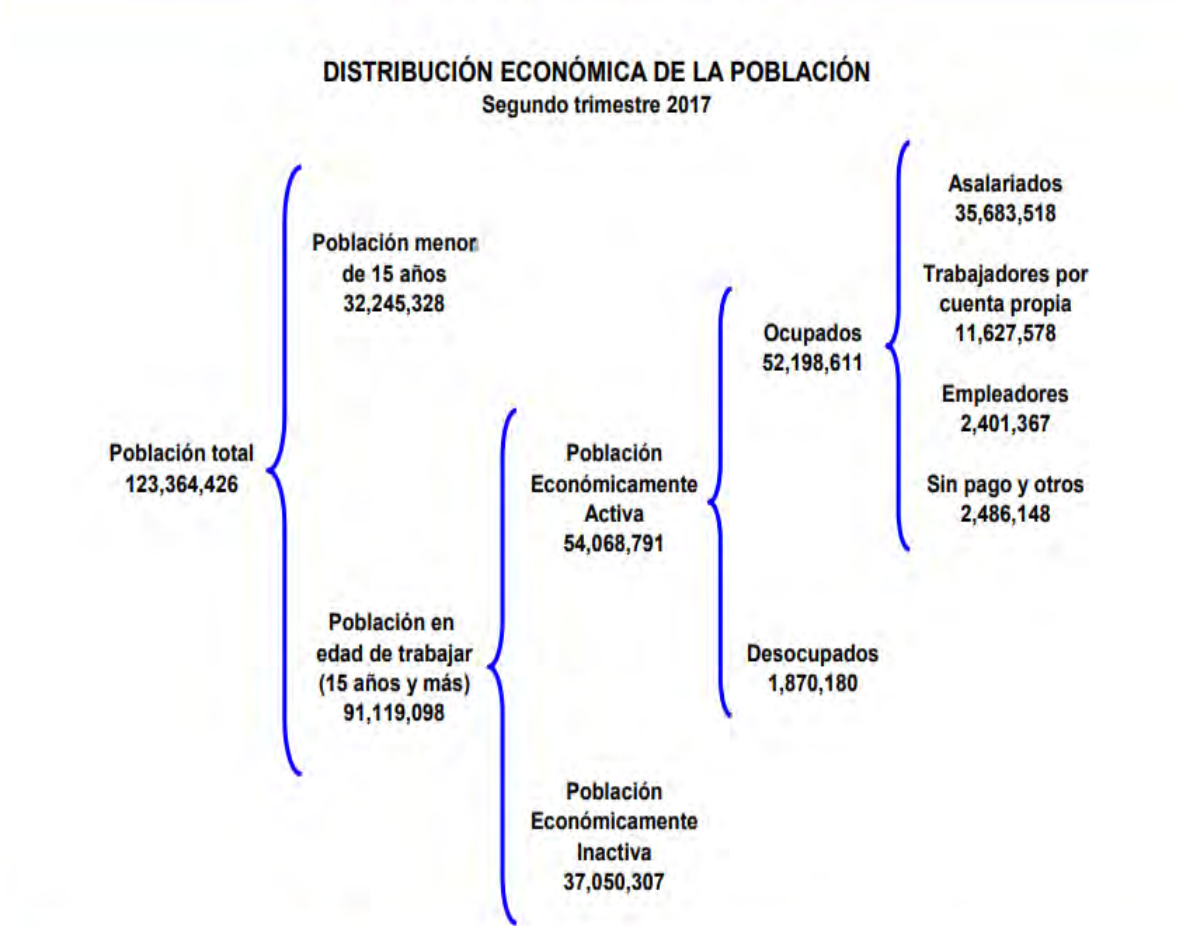 DISTRIBUCIÓN ECONÓMICA DE LA POBLACIÓN
Segundo trimestre 2017
Población total
123,364,426
Población menor
de 15 años
32,245,328
Población en
edad de trabajar
(15 años y más)
91,119,098
Población
Económicamente
Activa
54,068,791
Población
Económicamente
Inactiva
37,050,307
Ocupados
52,198,611
Desocupados
1,870,180
Asalariados
35,683,518
Trabajadores por
cuenta propia
11,627,578
Empleadores
2,401,367
Sin pago y otros
2,486,148